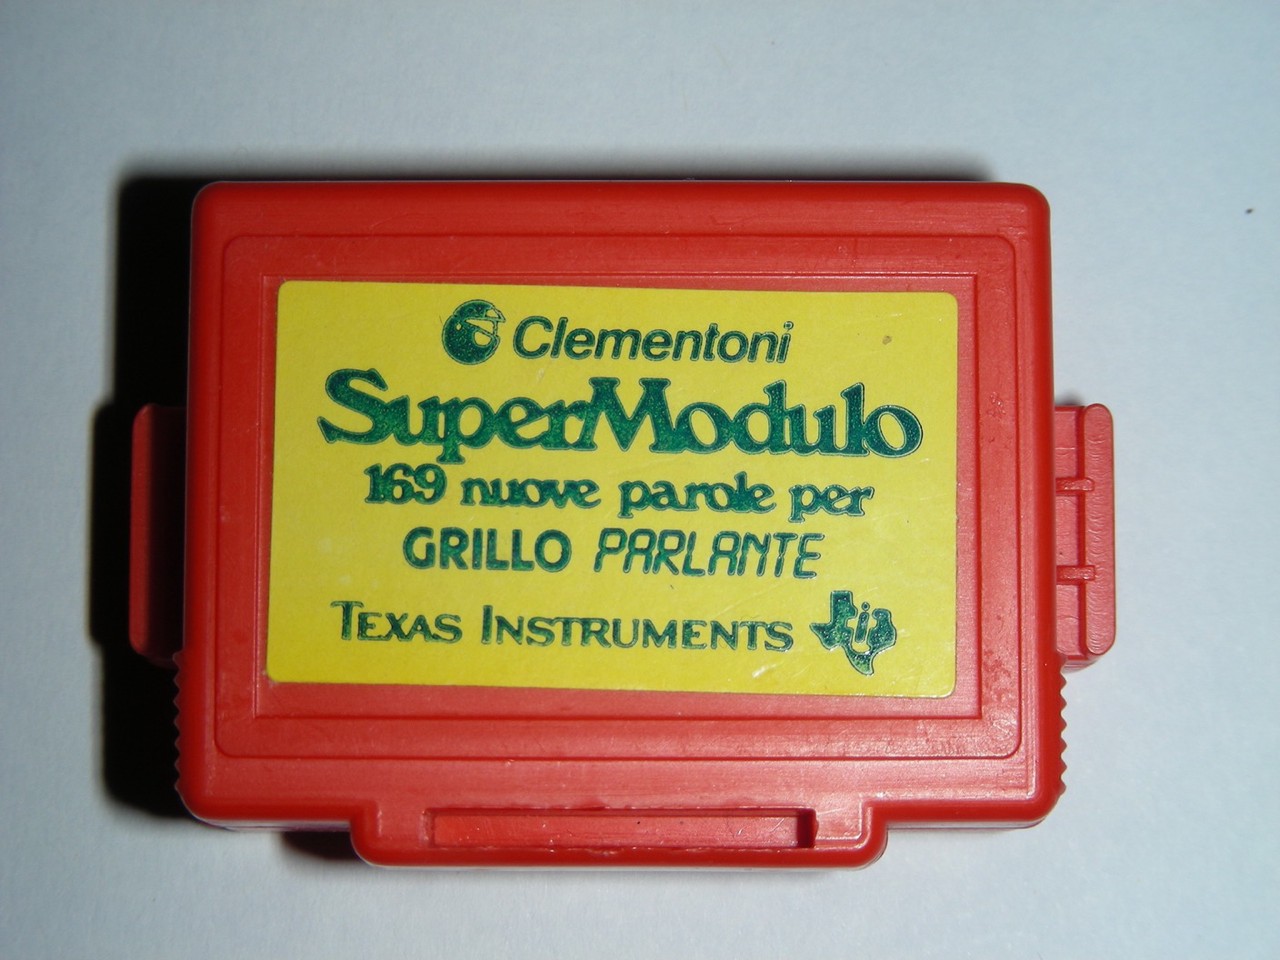 Clementoni
SuperModulo
169 nuove parole per
GRILLO PARLANTE
TEXAS INSTRUMENTS